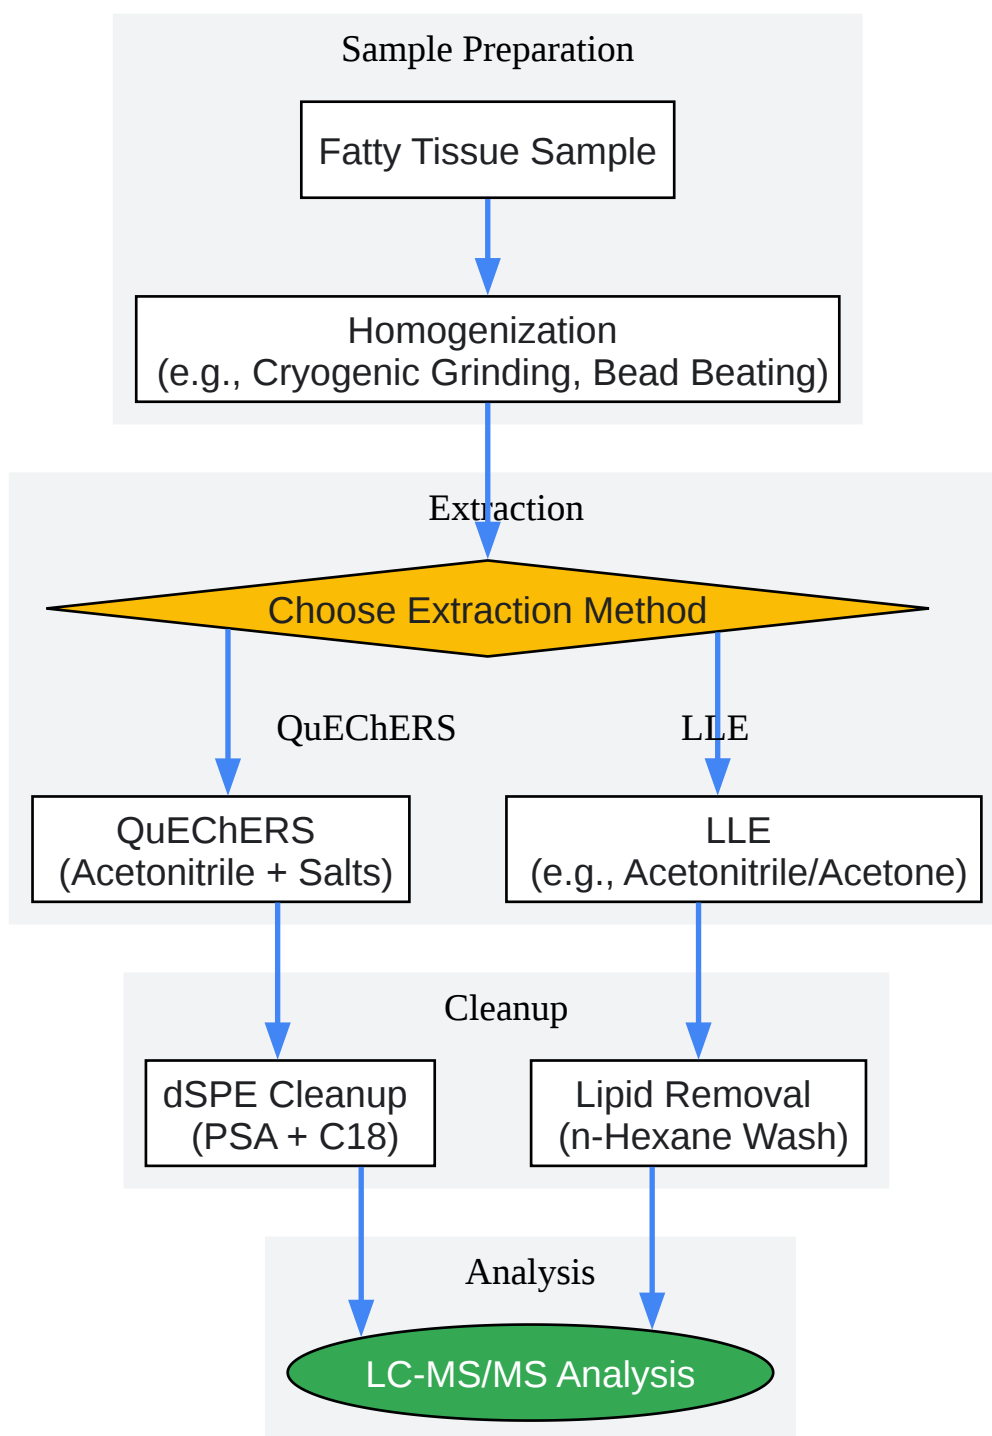 Sample Preparation
Fatty Tissue Sample
Homogenization
(e.g., Cryogenic Grinding, Bead Beating)
Extraction
Choose Extraction Method
QuEChERS
LLE
QuEChERS
(Acetonitrile + Salts)
LLE
(e.g., Acetonitrile/Acetone)
Cleanup
dSPE Cleanup
(PSA + C18)
Lipid Removal
(n-Hexane Wash)
Analysis
LC-MS/MS Analysis